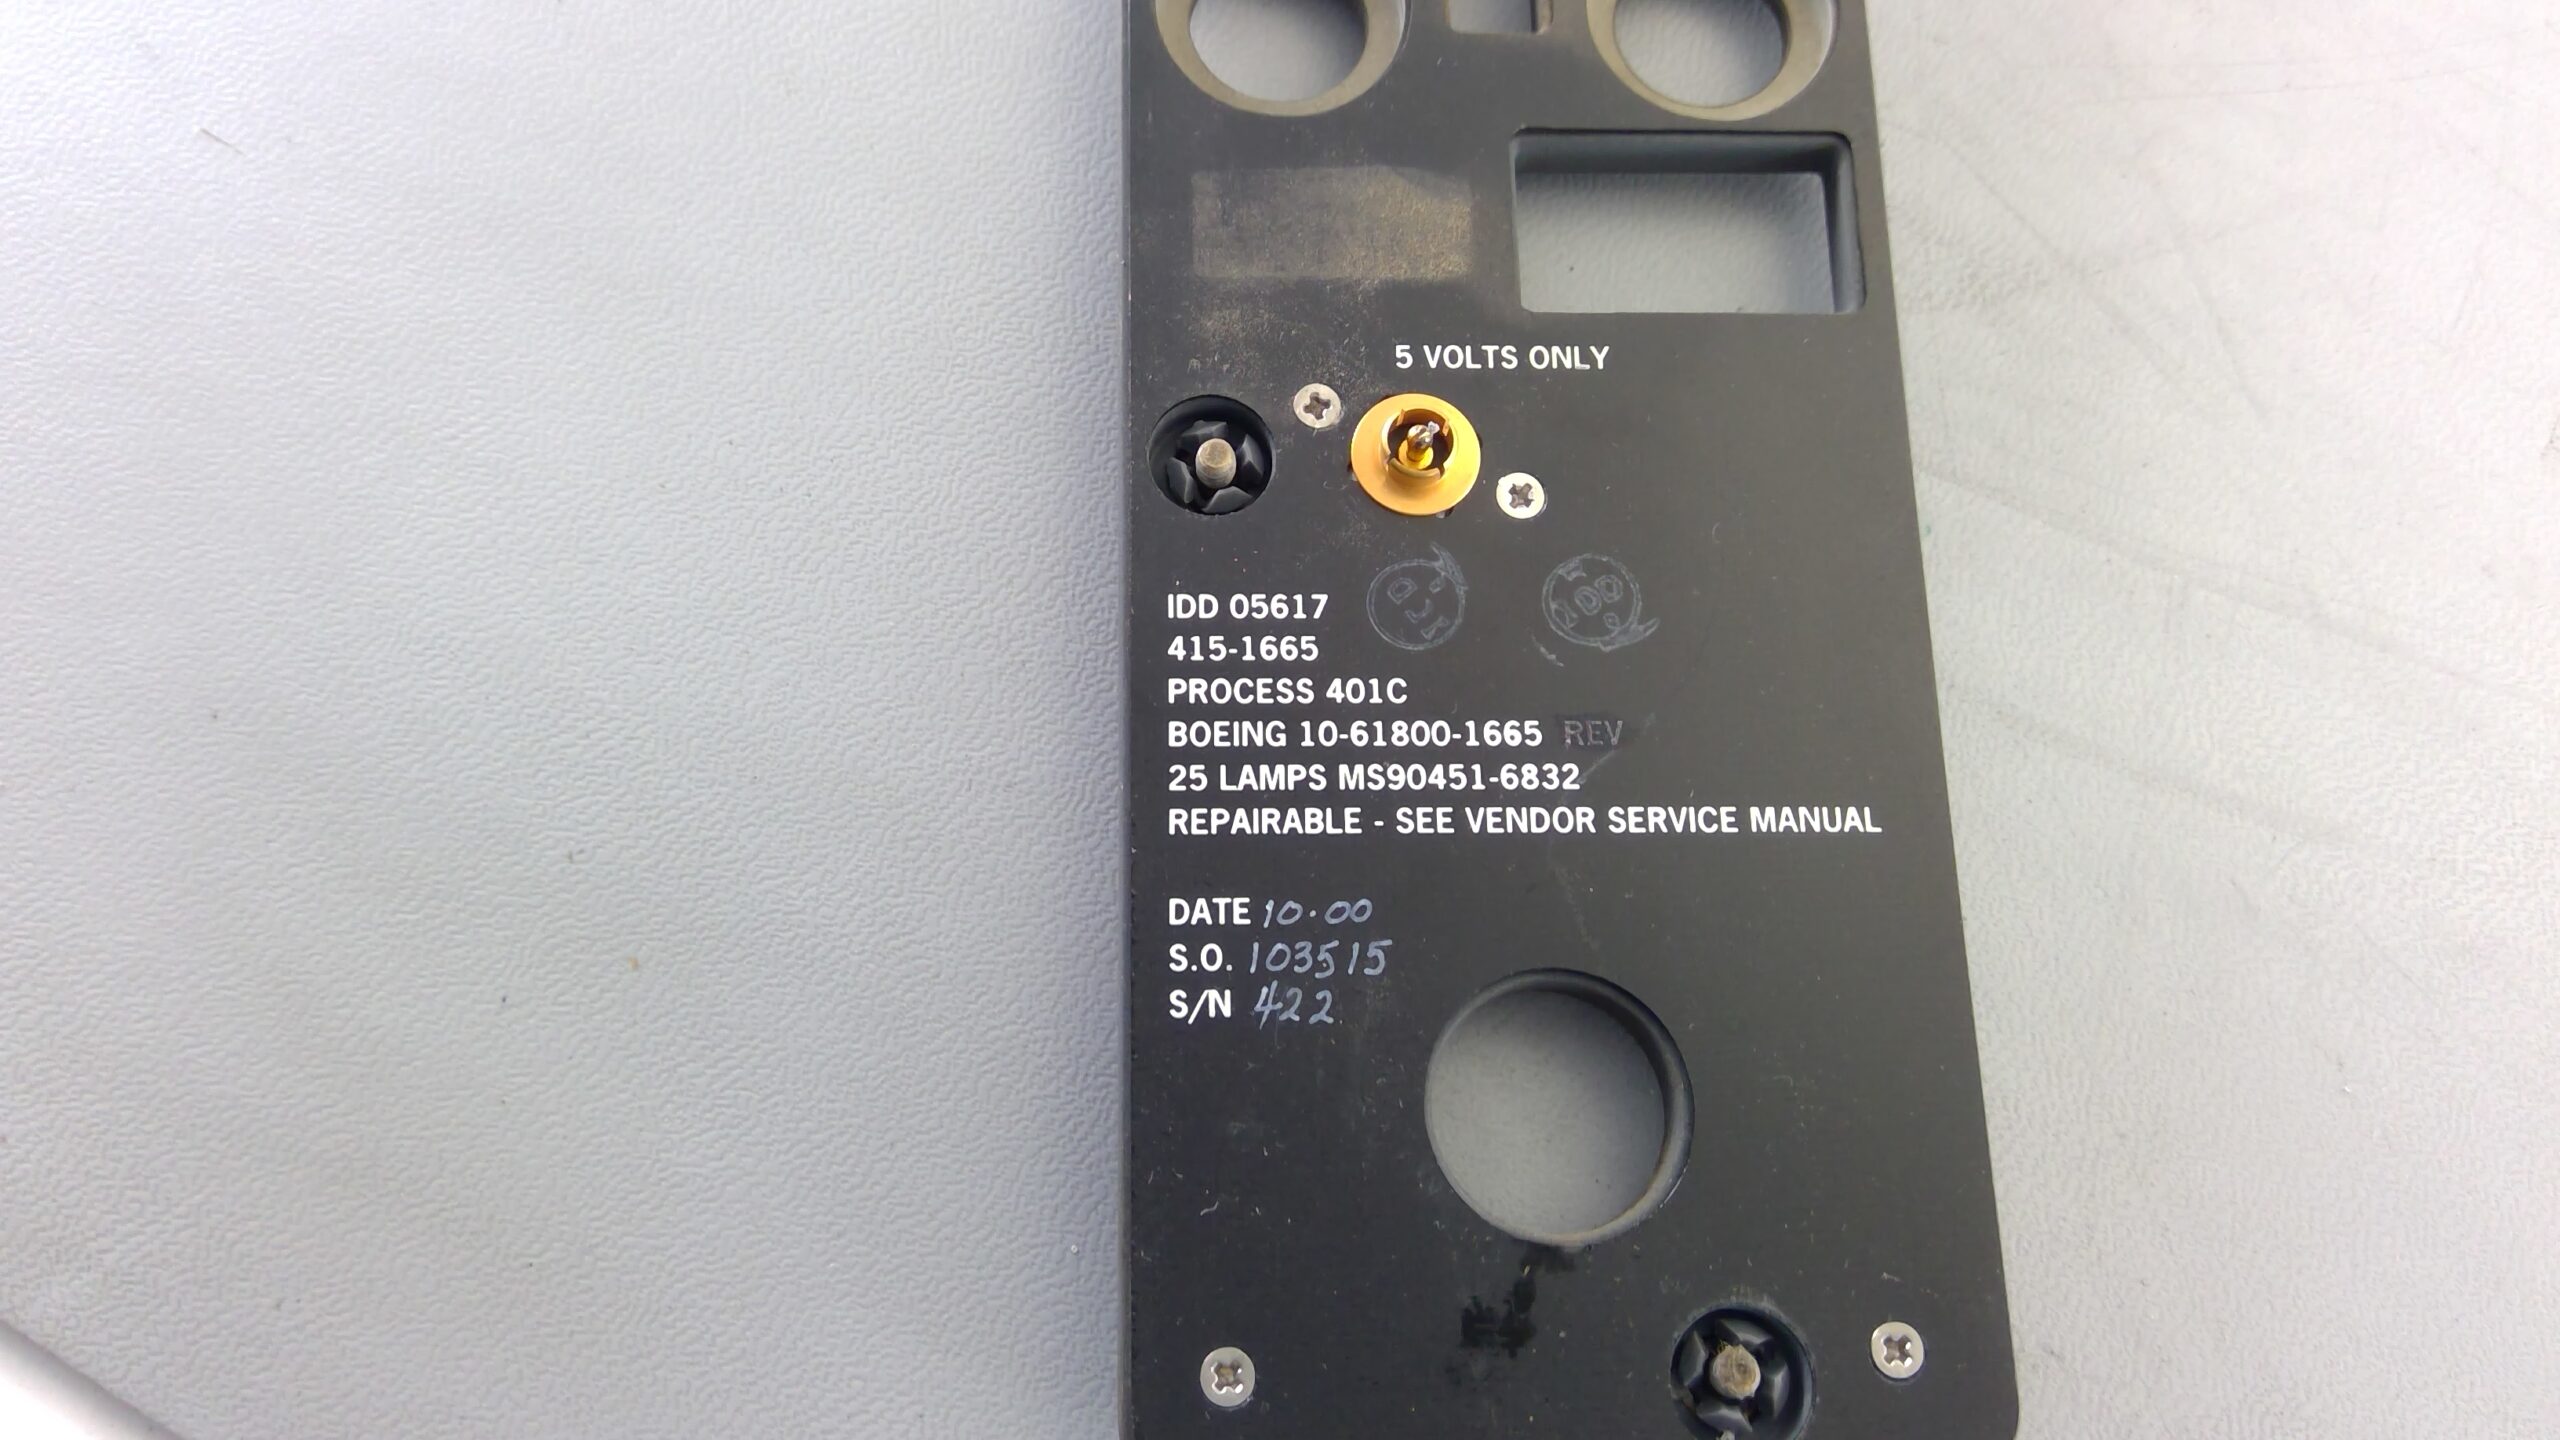 5 VOLTS ONLY
IDD 05617
415-1665
PROCESS 401C
BOEING 10-61800-1665 REV
25 LAMPS MS90451-6832
REPAIRABLE - SEE VENDOR SERVICE MANUAL
DATE 10.00
S.O. 103515
S/N 422